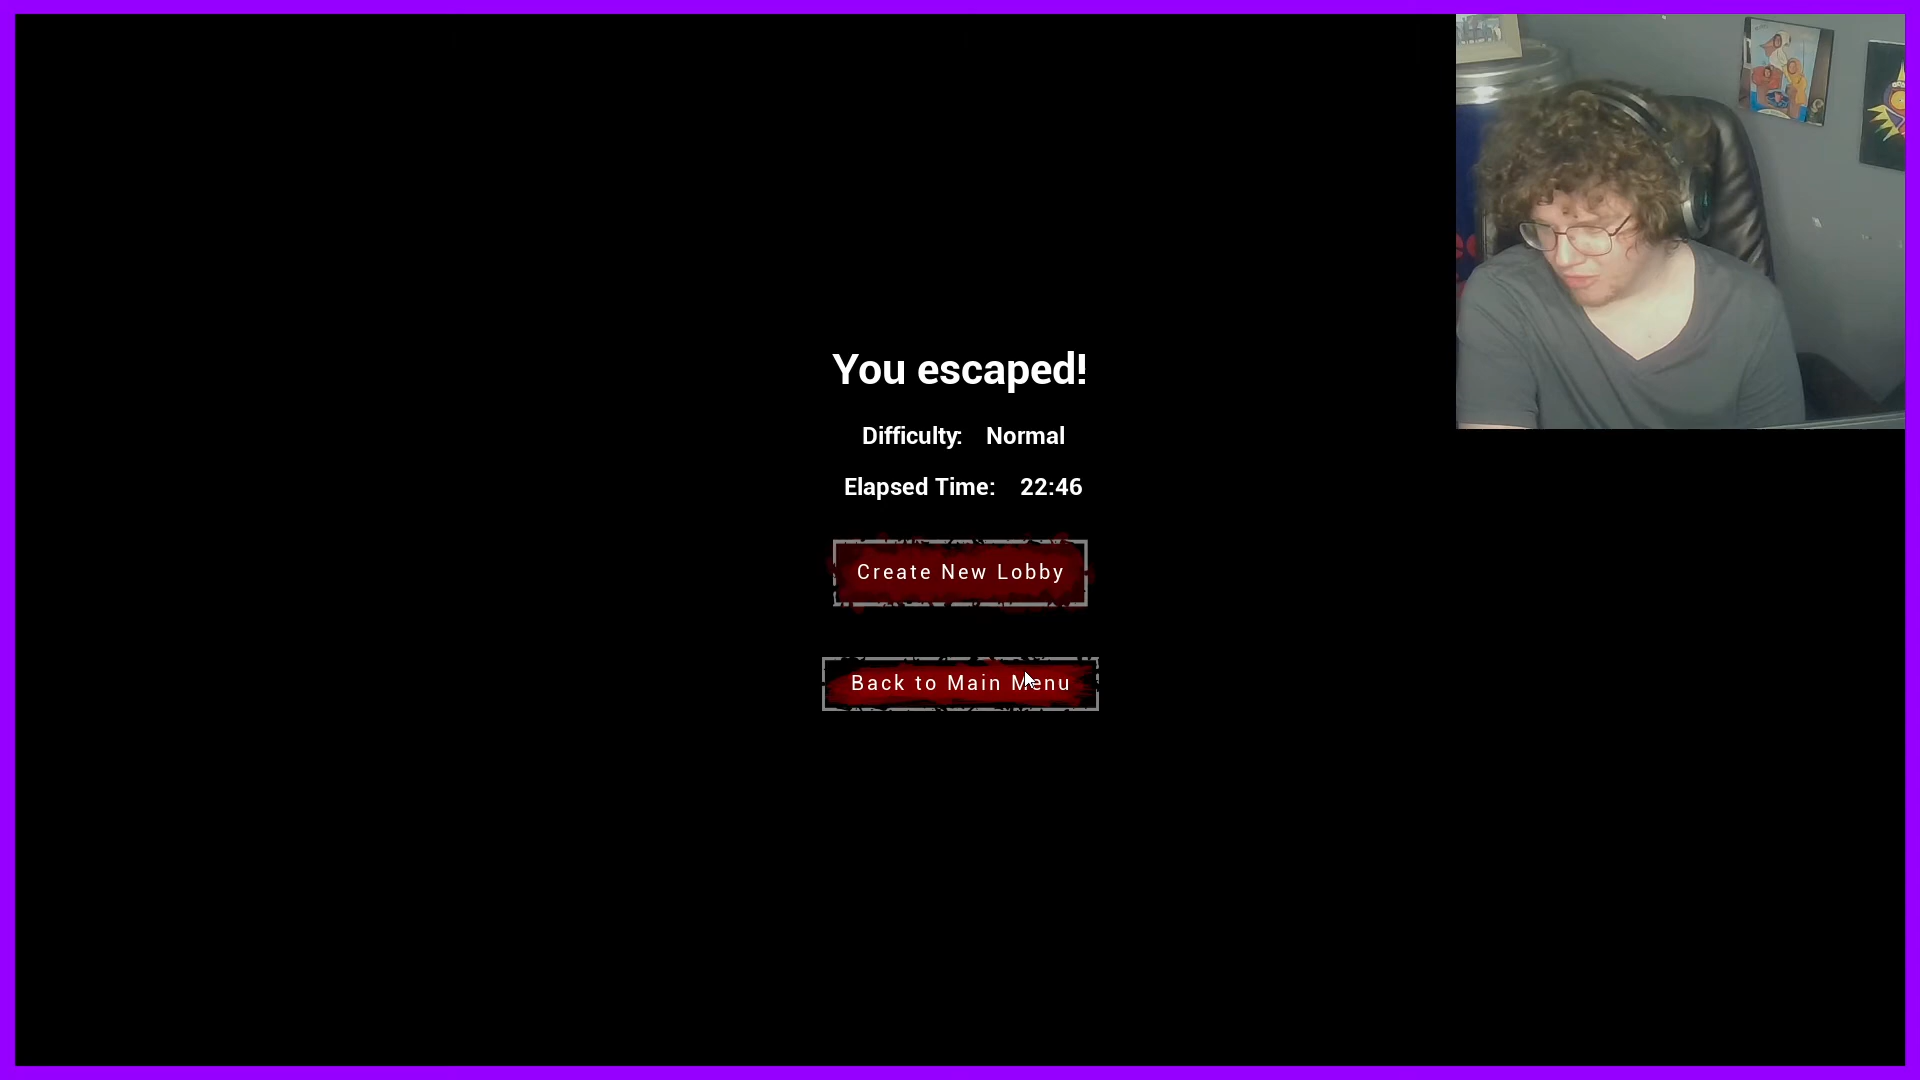 You escaped!
Difficulty: Normal
Elapsed Time: 22:46
Create New Lobby
Back to Main Menu